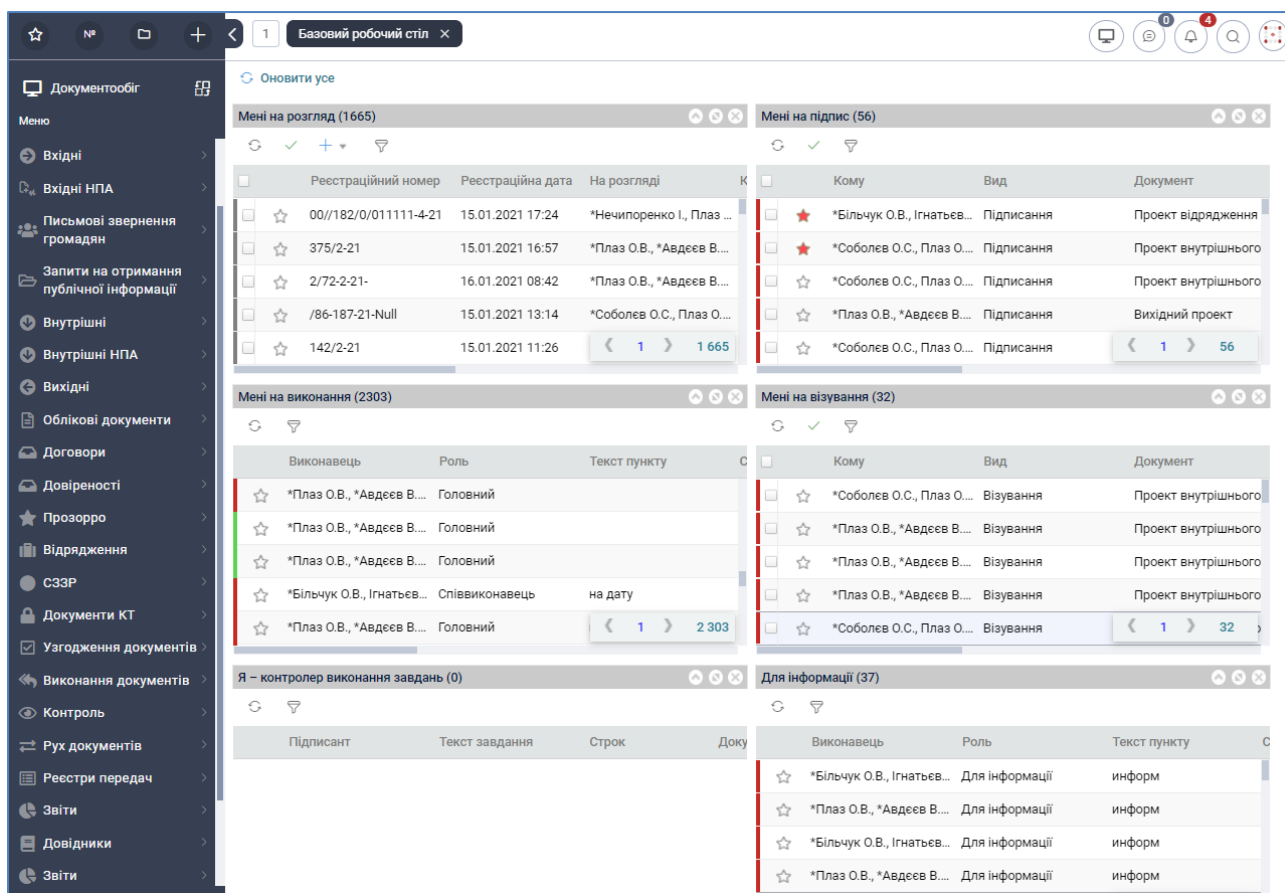 № 1 Базовий робочий стіл × 0 4
Документообіг
Меню
Вхідні
Вхідні НПА
Письмові звернення
громадян
Запити на отримання
публічної інформації
Внутрішні
Внутрішні НПА
Вихідні
Облікові документи
Договори
Довіреності
Прозорро
Відрядження
СЗЗР
Документи КТ
Узгодження документів
Виконання документів
Контроль
Рух документів
Реєстри передач
Звіти
Довідники
Звіти
Оновити усе
Мені на розгляд (1665)
Реєстраційний номер Реєстраційна дата На розгляді К
00//182/0/011111-4-21 15.01.2021 17:24 *Нечипоренко І., Плаз ...
375/2-21 15.01.2021 16:57 *Плаз О.В., *Авдєєв В....
2/72-2-21- 16.01.2021 08:42 *Плаз О.В., *Авдєєв В....
/86-187-21-Null 15.01.2021 13:14 *Соболєв О.С., Плаз О....
142/2-21 15.01.2021 11:26 1 1 665
Мені на підпис (56)
Кому Вид Документ
*Більчук О.В., Ігнатьєв... Підписання Проект відрядження
*Соболєв О.С., Плаз О.... Підписання Проект внутрішнього
*Соболєв О.С., Плаз О.... Підписання Проект внутрішнього
*Плаз О.В., *Авдєєв В.... Підписання Вихідний проект
*Соболєв О.С., Плаз О.... Підписання 1 56
Мені на виконання (2303)
Виконавець Роль Текст пункту С
*Плаз О.В., *Авдєєв В.... Головний
*Плаз О.В., *Авдєєв В.... Головний
*Плаз О.В., *Авдєєв В.... Головний
*Більчук О.В., Ігнатьєв... Співвиконавець на дату
*Плаз О.В., *Авдєєв В.... Головний 1 2 303
Мені на візування (32)
Кому Вид Документ
*Соболєв О.С., Плаз О.... Візування Проект внутрішнього
*Плаз О.В., *Авдєєв В.... Візування Проект внутрішнього
*Плаз О.В., *Авдєєв В.... Візування Проект внутрішнього
*Плаз О.В., *Авдєєв В.... Візування Проект внутрішнього
*Соболєв О.С., Плаз О.... Візування 1 32
Я – контролер виконання завдань (0)
Підписант Текст завдання Строк Доку
Для інформації (37)
Виконавець Роль Текст пункту С
*Більчук О.В., Ігнатьєв... Для інформації информ
*Плаз О.В., *Авдєєв В.... Для інформації информ
*Більчук О.В., Ігнатьєв... Для інформації информ
*Плаз О.В., *Авдєєв В.... Для інформації информ